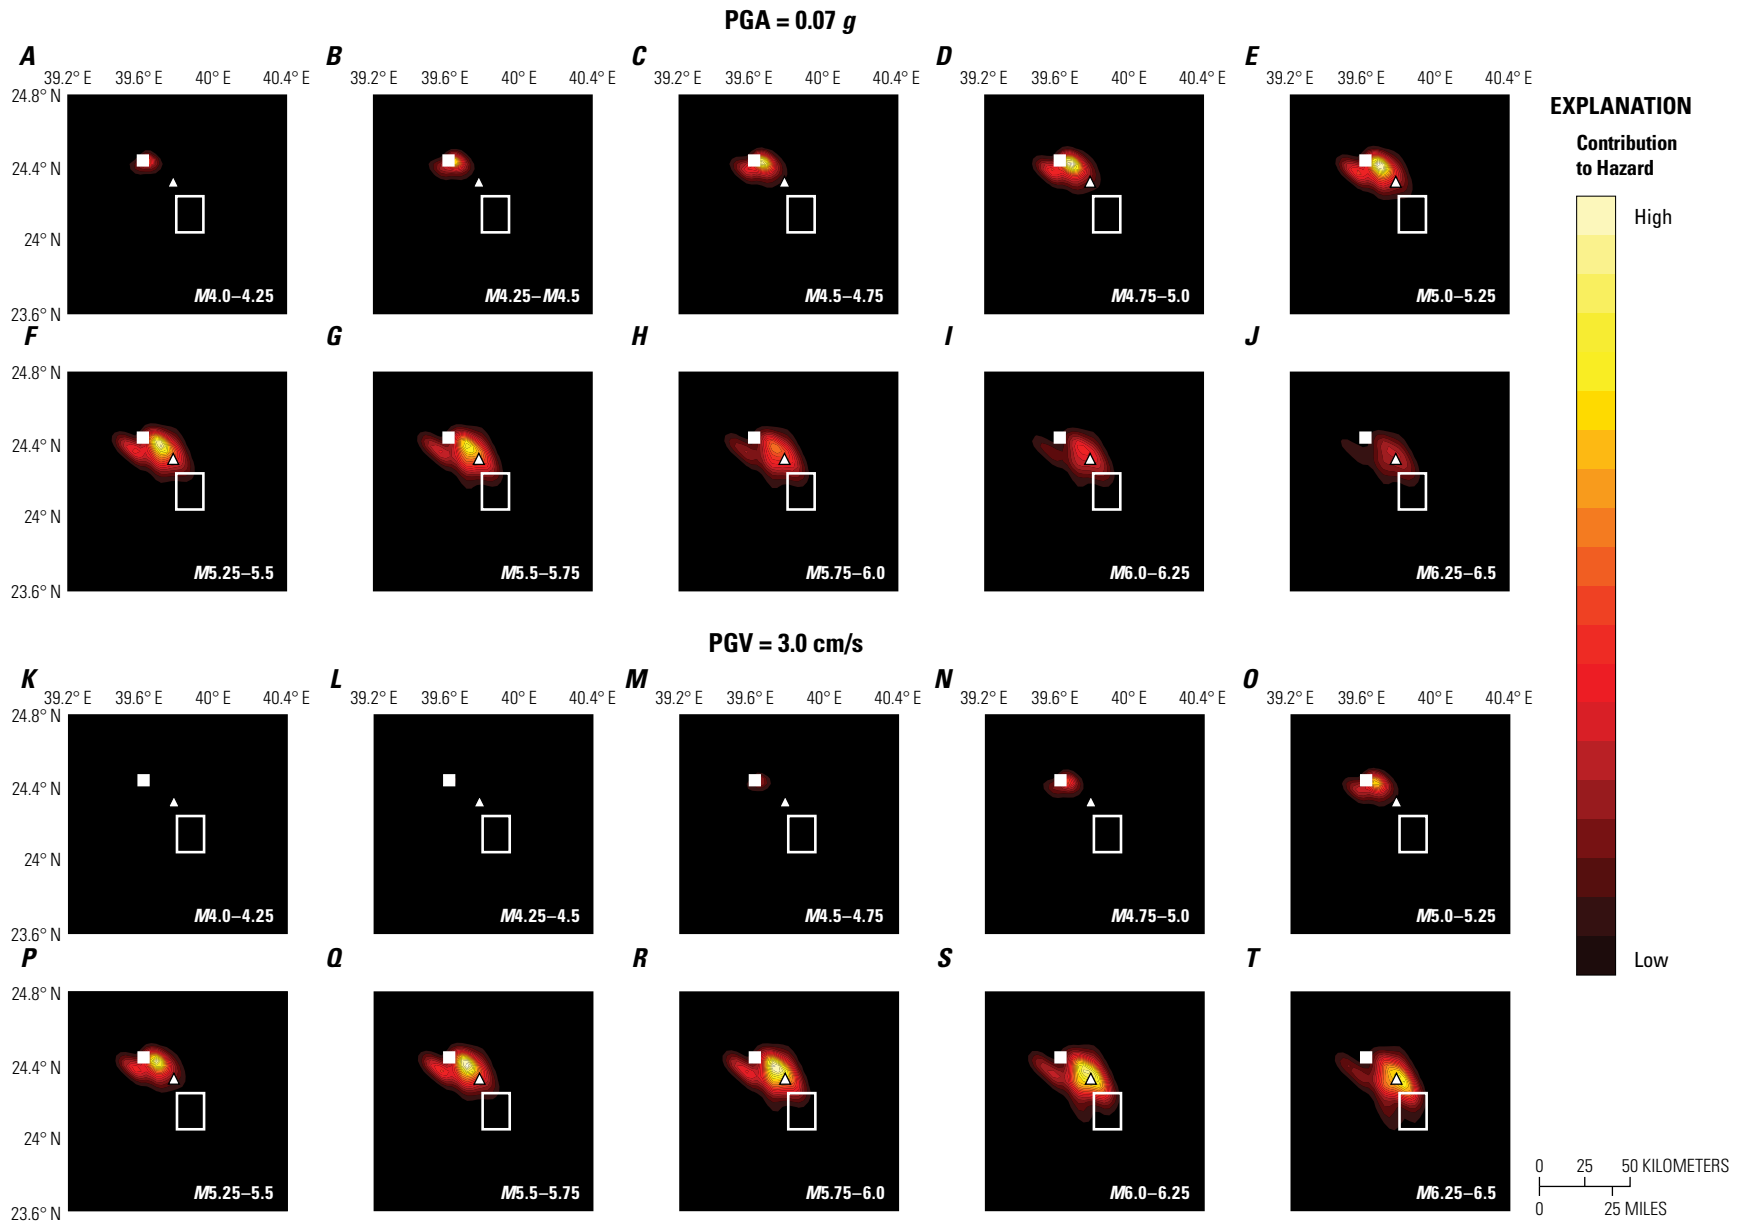 PGA = 0.07 g
A B C D E
39.2° E 39.6° E 40° E 40.4° E 39.2° E 39.6° E 40° E 40.4° E 39.2° E 39.6° E 40° E 40.4° E 39.2° E 39.6° E 40° E 40.4° E 39.2° E 39.6° E 40° E 40.4° E
24.8° N
24.4° N
24° N
M4.0–4.25 M4.25–M4.5 M4.5–4.75 M4.75–5.0 M5.0–5.25
23.6° N
F G H I J
24.8° N
24.4° N
24° N
M5.25–5.5 M5.5–5.75 M5.75–6.0 M6.0–6.25 M6.25–6.5
23.6° N
PGV = 3.0 cm/s
K L M N O
39.2° E 39.6° E 40° E 40.4° E 39.2° E 39.6° E 40° E 40.4° E 39.2° E 39.6° E 40° E 40.4° E 39.2° E 39.6° E 40° E 40.4° E 39.2° E 39.6° E 40° E 40.4° E
24.8° N
24.4° N
24° N
M4.0–4.25 M4.25–4.5 M4.5–4.75 M4.75–5.0 M5.0–5.25
23.6° N
P Q R S T
24.8° N
24.4° N
24° N
M5.25–5.5 M5.5–5.75 M5.75–6.0 M6.0–6.25 M6.25–6.5
23.6° N
EXPLANATION
Contribution
to Hazard
High
Low
0 25 50 KILOMETERS
0 25 MILES